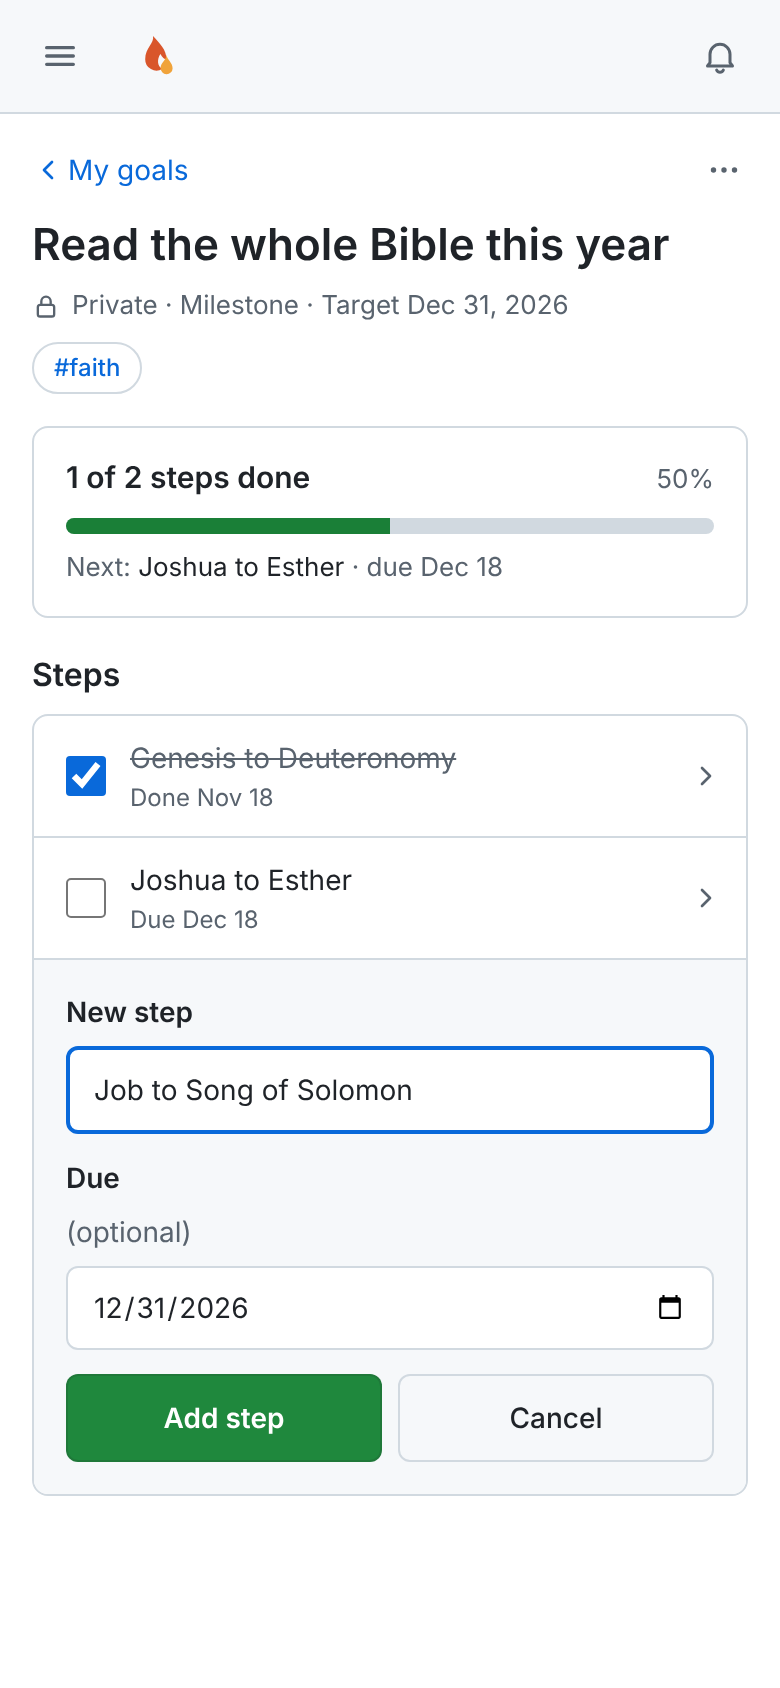 My goals
Read the whole Bible this year
Private · Milestone · Target Dec 31, 2026
#faith
1 of 2 steps done
50%
Next: Joshua to Esther · due Dec 18
Steps
Genesis to Deuteronomy
Done Nov 18
Joshua to Esther
Due Dec 18
New step
Job to Song of Solomon
Due
(optional)
12/31/2026
Add step
Cancel